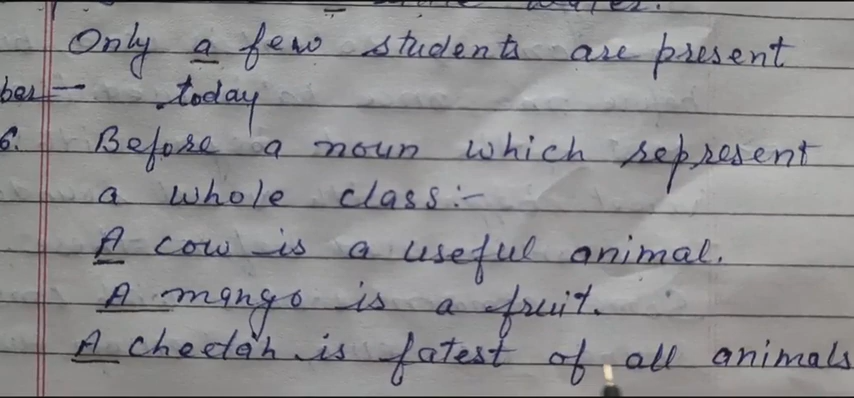 Only a few students are present
ber:- today
6. Before a noun which represent
a whole class:-
A cow is a useful animal.
A mango is a fruit.
A cheetah is fatest of all animals